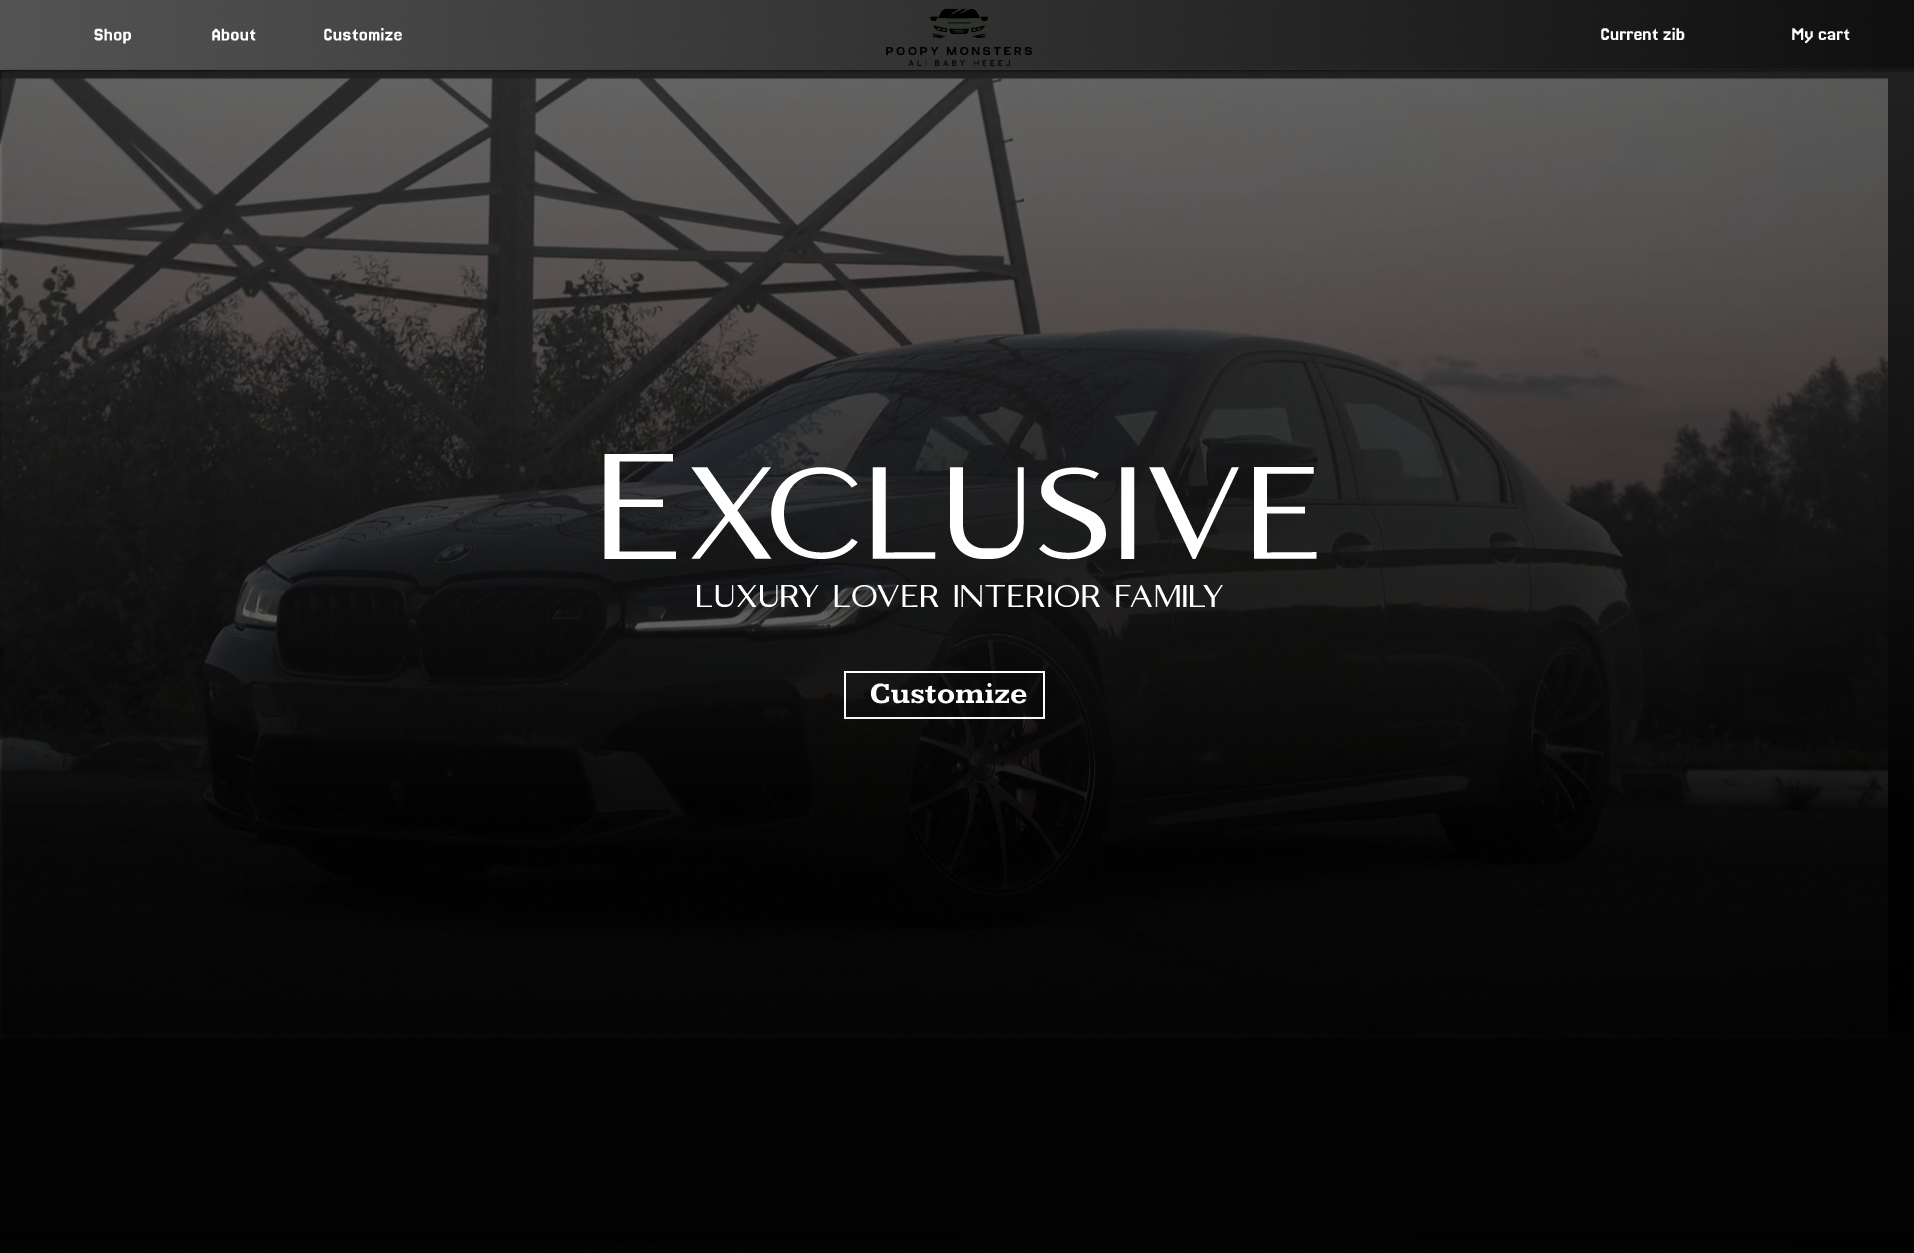 Shop About Customize
POOPY MONSTERS
ALI BABY HEEEJ
Current zib My cart
EXCLUSIVE
LUXURY LOVER INTERIOR FAMILY
Customize